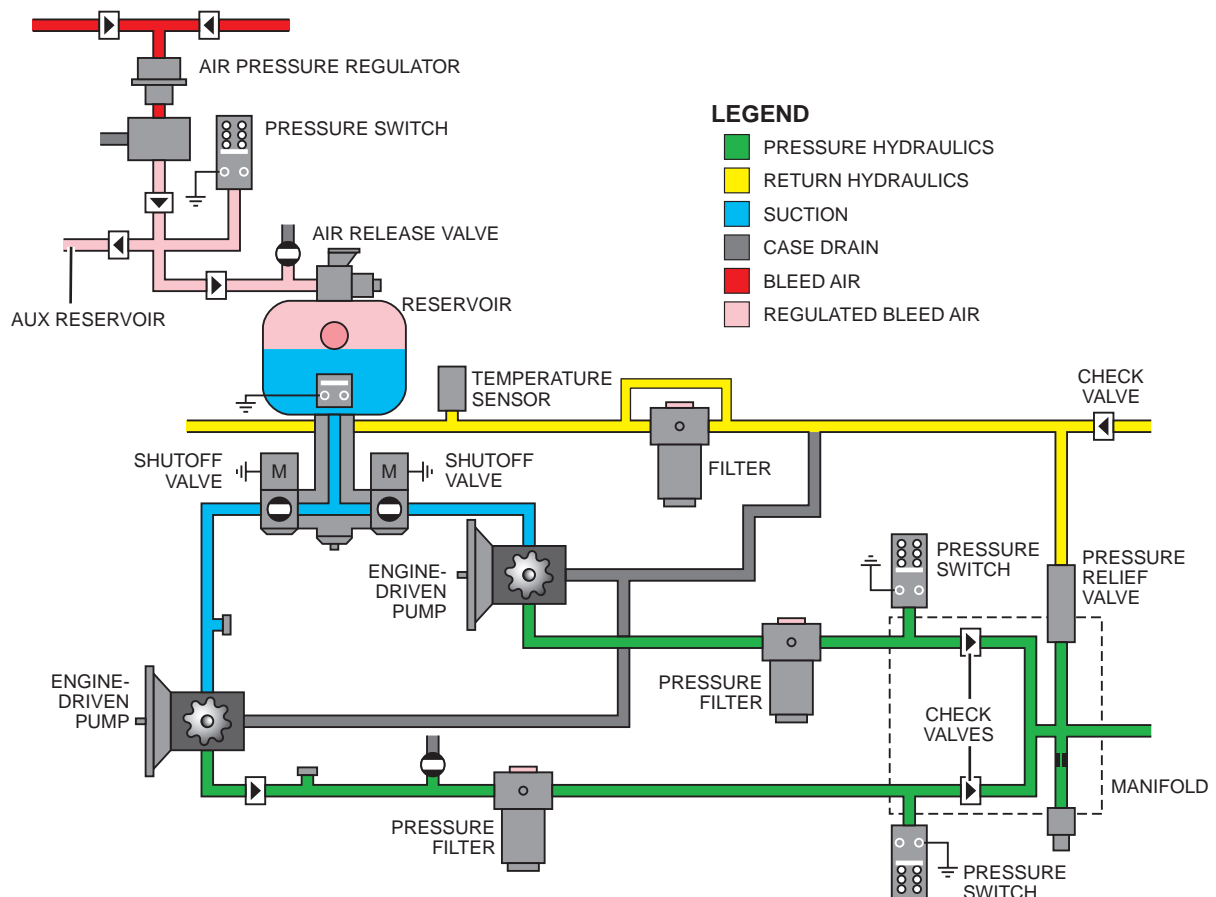 AIR PRESSURE REGULATOR
PRESSURE SWITCH
LEGEND
PRESSURE HYDRAULICS
RETURN HYDRAULICS
SUCTION
CASE DRAIN
BLEED AIR
REGULATED BLEED AIR
AIR RELEASE VALVE
RESERVOIR
AUX RESERVOIR
TEMPERATURE
SENSOR
CHECK
VALVE
SHUTOFF
VALVE
M
M
SHUTOFF
VALVE
FILTER
ENGINE-
DRIVEN
PUMP
PRESSURE
SWITCH
PRESSURE
RELIEF
VALVE
ENGINE-
DRIVEN
PUMP
PRESSURE
FILTER
CHECK
VALVES
MANIFOLD
PRESSURE
FILTER
PRESSURE
SWITCH